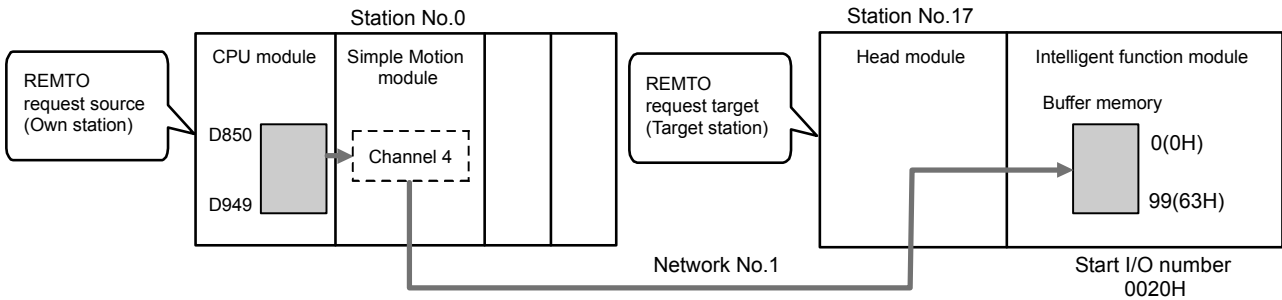 Station No.0
CPU module
Simple Motion
module
REMTO
request source
(Own station)
D850
D949
Channel 4
Network No.1
Station No.17
Head module
Intelligent function module
REMTO
request target
(Target station)
Buffer memory
0(0H)
99(63H)
Start I/O number
0020H